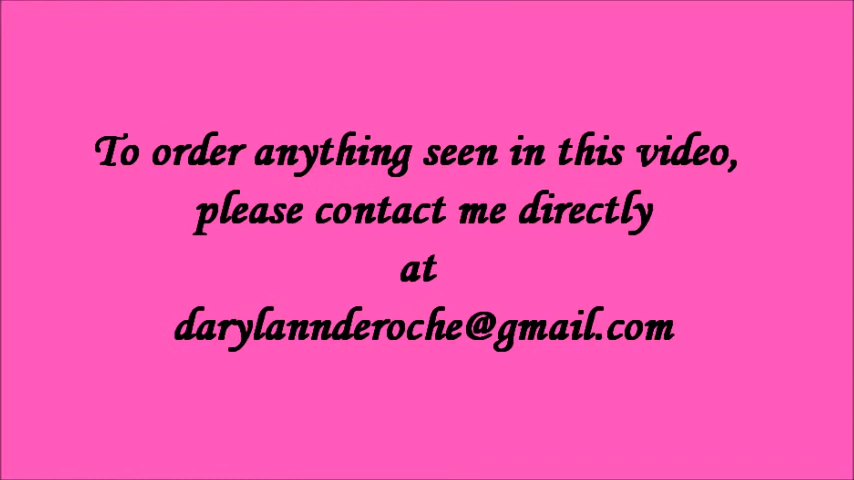 To order anything seen in this video,
please contact me directly
at
darylannderoche@gmail.com